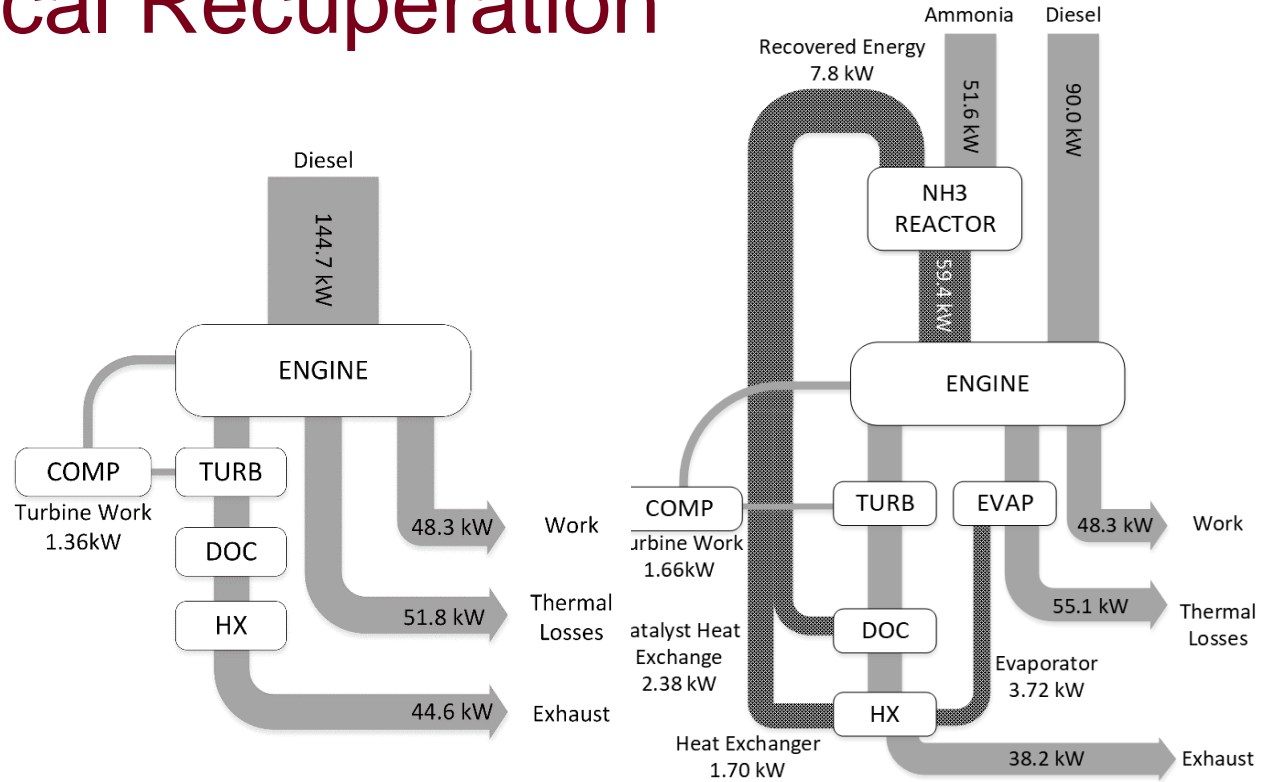 cal Recuperation
Diesel
144.7 kW
ENGINE
COMP
TURB
Turbine Work
1.36kW
DOC
HX
48.3 kW
Work
51.8 kW
Thermal
Losses
44.6 kW
Exhaust
Ammonia
Diesel
Recovered Energy
7.8 kW
51.6 kW
90.0 kW
NH3
REACTOR
59.4 kW
ENGINE
COMP
TURB
EVAP
urbine Work
1.66kW
48.3 kW
Work
55.1 kW
Thermal
Losses
atalyst Heat
Exchange
2.38 kW
DOC
Evaporator
3.72 kW
HX
Heat Exchanger
1.70 kW
38.2 kW
Exhaust